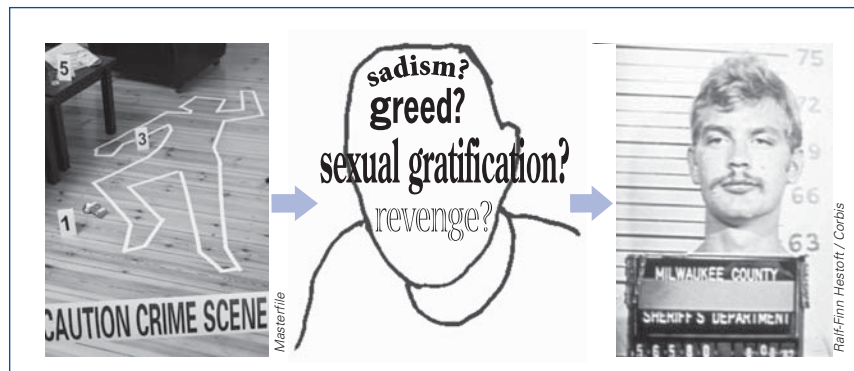 5
3
1
CAUTION CRIME SCENE
Masterfile
sadism?
greed?
sexual gratification?
revenge?
75
72
69
66
63
MILWAUKEE COUNTY
SHERIFF'S DEPARTMENT
Ralf-Finn Hestoft / Corbis